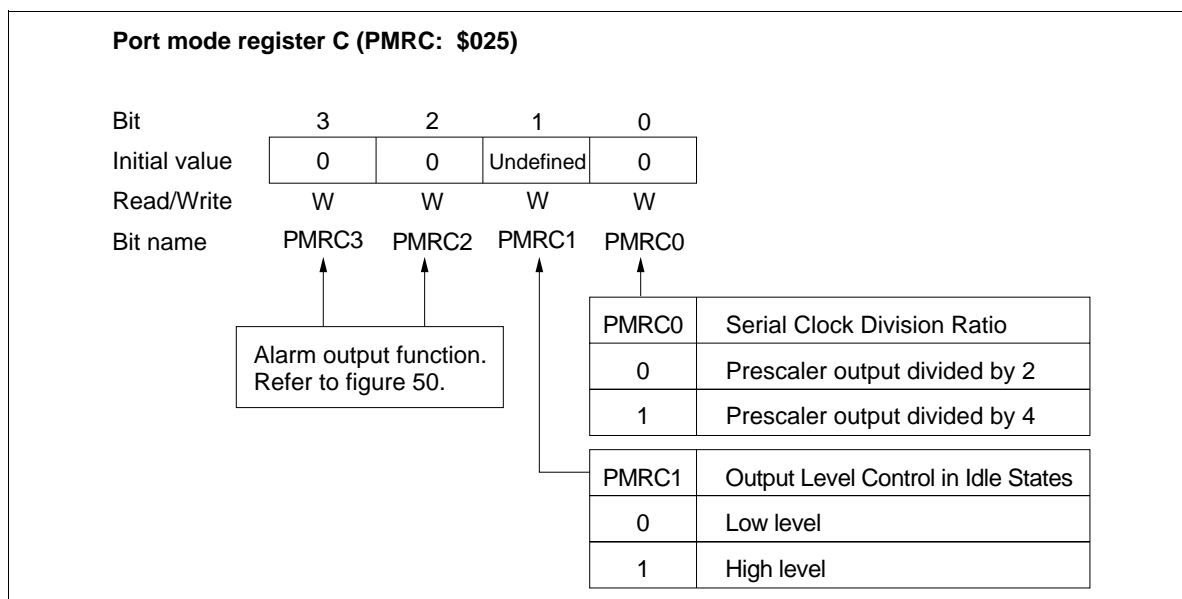 Port mode register C (PMRC: $025)
Bit 3 2 1 0
Initial value 0 0 Undefined 0
Read/Write W W W W
Bit name PMRC3 PMRC2 PMRC1 PMRC0
Alarm output function.
Refer to figure 50.
PMRC0 Serial Clock Division Ratio
0 Prescaler output divided by 2
1 Prescaler output divided by 4
PMRC1 Output Level Control in Idle States
0 Low level
1 High level